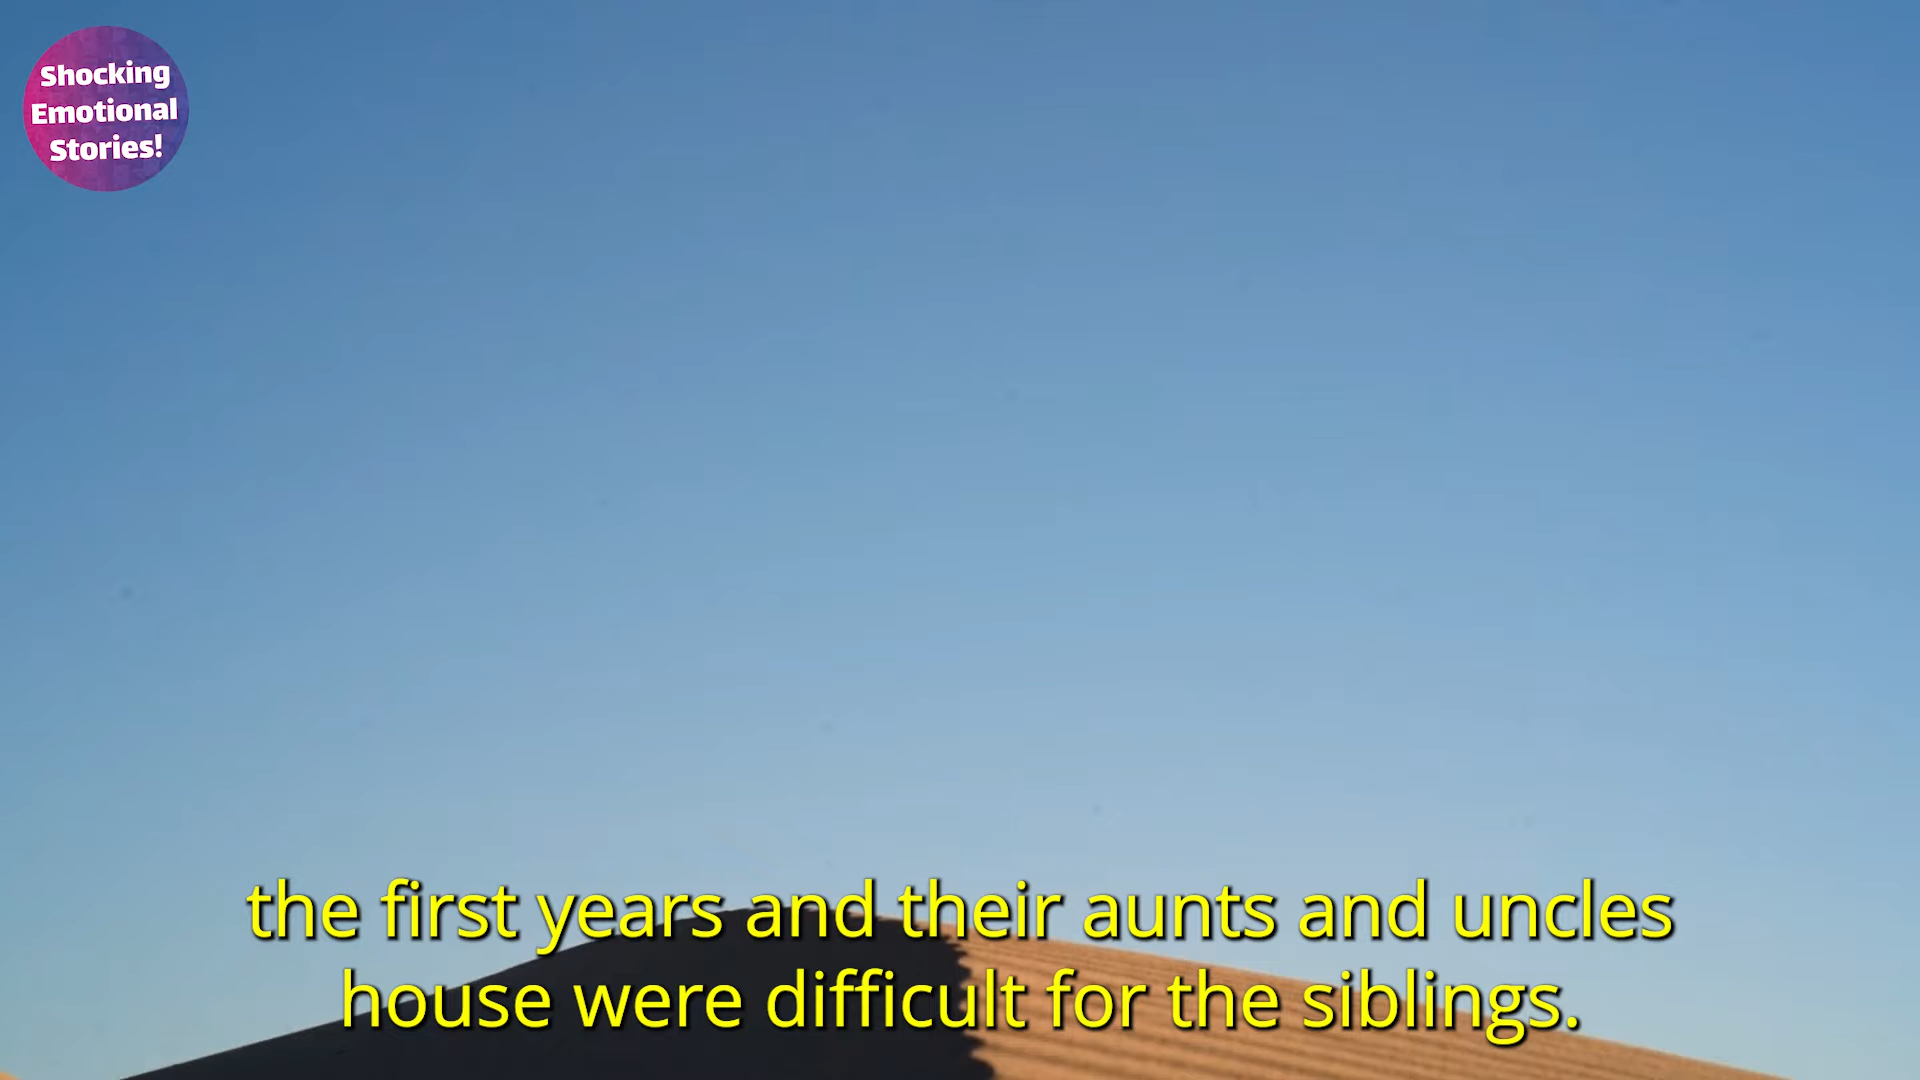 Shocking
Emotional
Stories!
the first years and their aunts and uncles
house were difficult for the siblings.